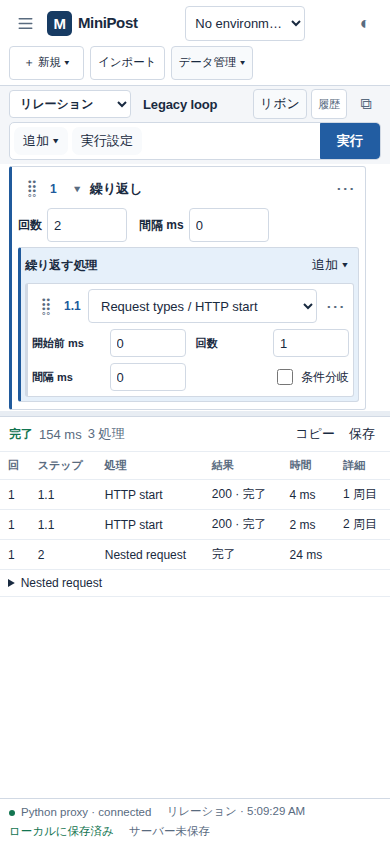 M MiniPost No environm…
＋ 新規 ▾ インポート データ管理 ▾
リレーション Legacy loop リボン 履歴
追加 ▾ 実行設定 実行
1 ▾ 繰り返し ···
回数 2 間隔 ms 0
繰り返す処理 追加 ▾
1.1 Request types / HTTP start ···
開始前 ms 0 回数 1
間隔 ms 0 条件分岐
完了 154 ms 3 処理 コピー 保存
回 ステップ 処理 結果 時間 詳細
1 1.1 HTTP start 200 · 完了 4 ms 1 周目
1 1.1 HTTP start 200 · 完了 2 ms 2 周目
1 2 Nested request 完了 24 ms
▶ Nested request
● Python proxy · connected リレーション · 5:09:29 AM
ローカルに保存済み サーバー未保存